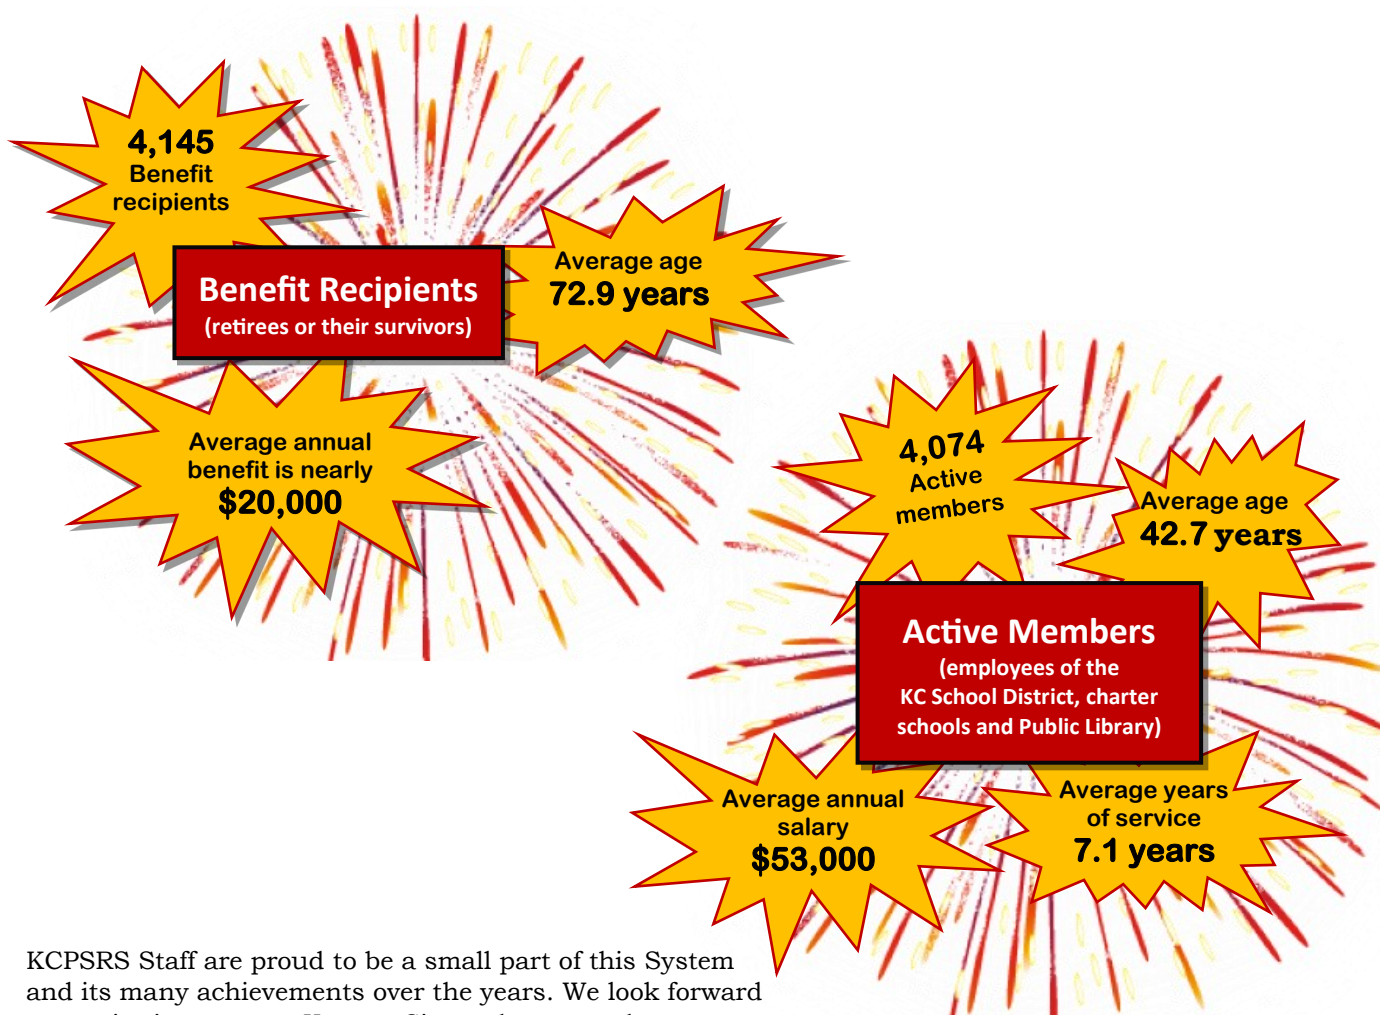 4,145
Benefit
recipients
Benefit Recipients
(retirees or their survivors)
Average age
72.9 years
Average annual
benefit is nearly
$20,000
4,074
Active
members
Average age
42.7 years
Active Members
(employees of the
KC School District, charter
schools and Public Library)
Average annual
salary
$53,000
Average years
of service
7.1 years
KCPSRS Staff are proud to be a small part of this System
and its many achievements over the years. We look forward